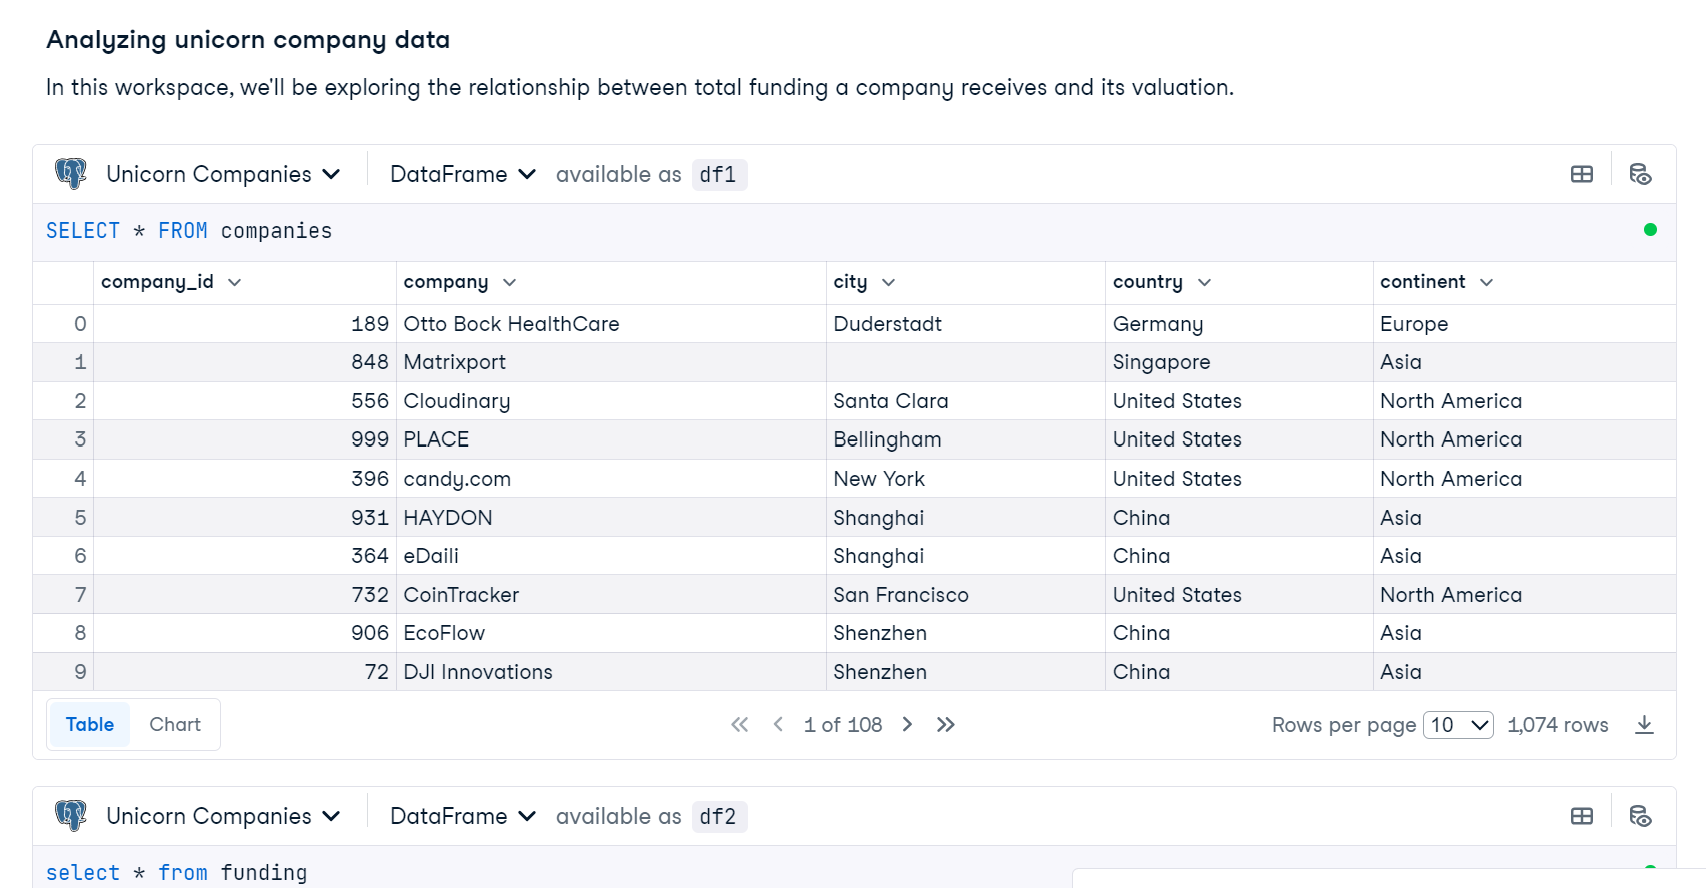 Analyzing unicorn company data
In this workspace, we'll be exploring the relationship between total funding a company receives and its valuation.
Unicorn Companies DataFrame available as df1
SELECT * FROM companies
company_id company city country continent
0 189 Otto Bock HealthCare Duderstadt Germany Europe
1 848 Matrixport Singapore Asia
2 556 Cloudinary Santa Clara United States North America
3 999 PLACE Bellingham United States North America
4 396 candy.com New York United States North America
5 931 HAYDON Shanghai China Asia
6 364 eDaili Shanghai China Asia
7 732 CoinTracker San Francisco United States North America
8 906 EcoFlow Shenzhen China Asia
9 72 DJI Innovations Shenzhen China Asia
Table Chart 1 of 108 Rows per page 10 1,074 rows
Unicorn Companies DataFrame available as df2
select * from funding